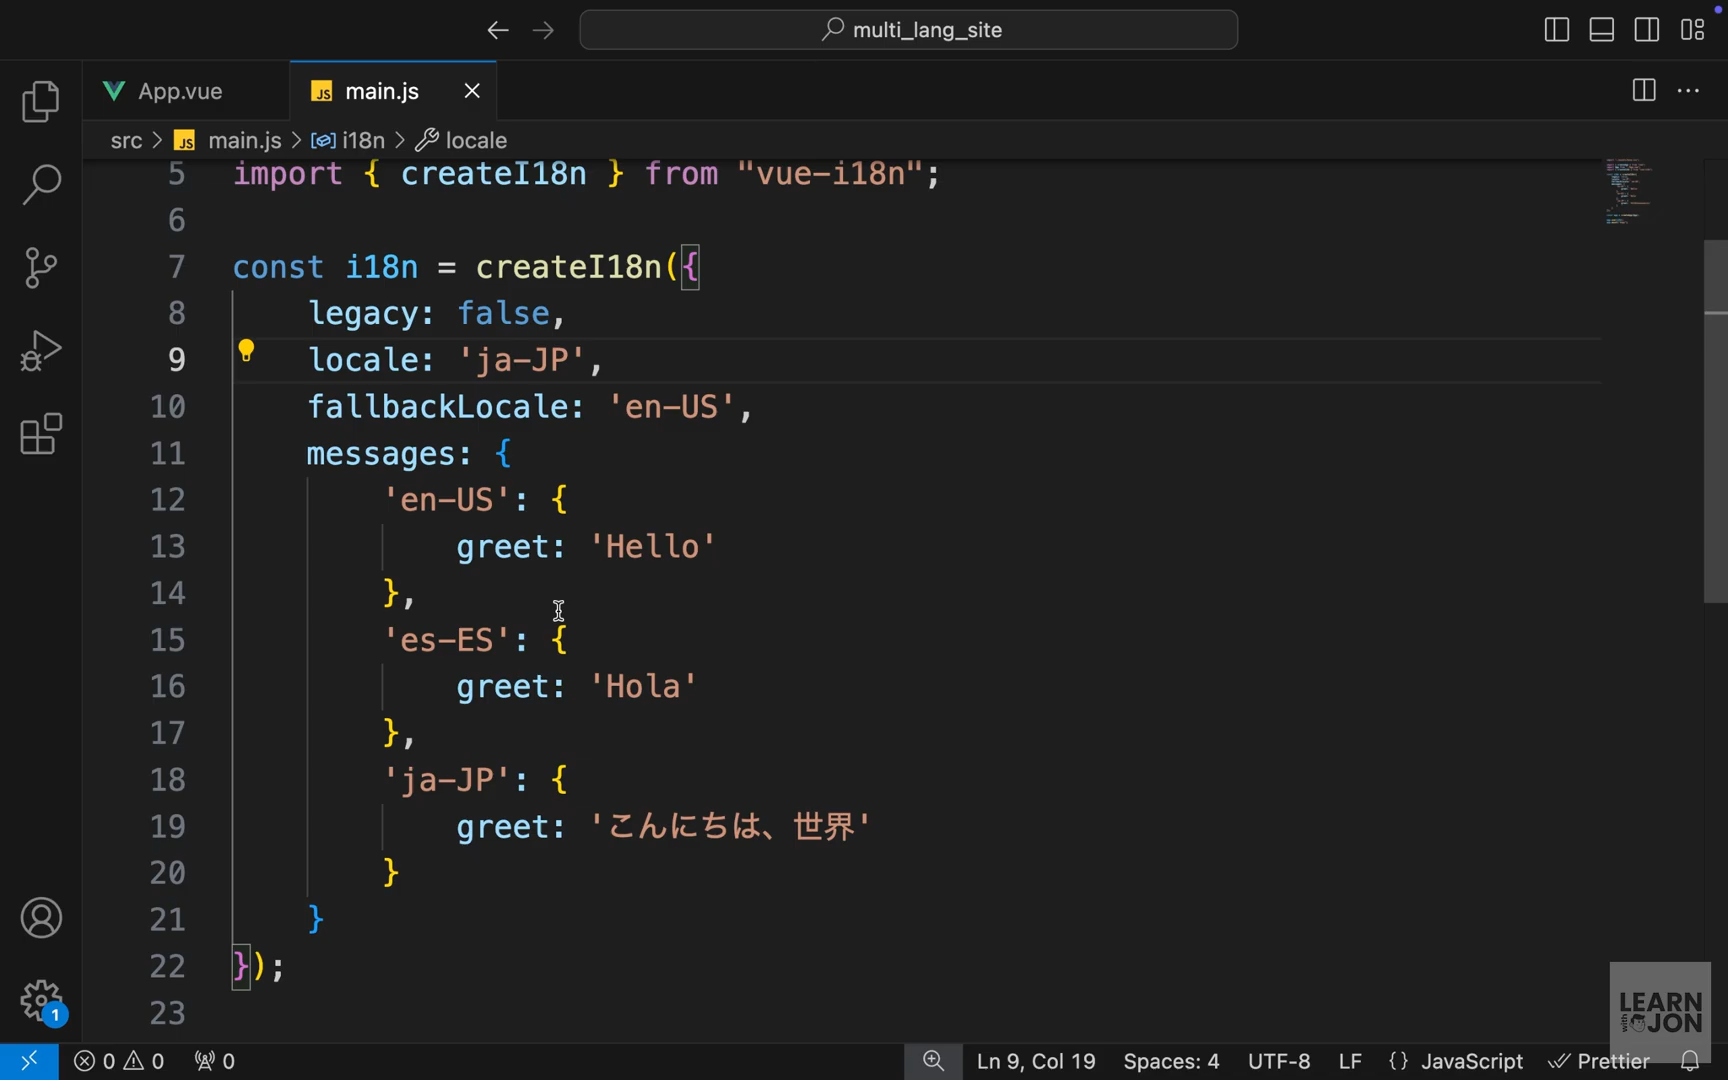 multi_lang_site
App.vue
JS main.js
src > JS main.js > i18n > locale
5 import { createI18n } from "vue-i18n";
6
7 const i18n = createI18n({
8 legacy: false,
9 locale: 'ja-JP',
10 fallbackLocale: 'en-US',
11 messages: {
12 'en-US': {
13 greet: 'Hello'
14 },
15 'es-ES': {
16 greet: 'Hola'
17 },
18 'ja-JP': {
19 greet: 'こんにちは、世界'
20 }
21 }
22 });
23
1
LEARN
with JON
0 0 0 Ln 9, Col 19 Spaces: 4 UTF-8 LF {} JavaScript Prettier